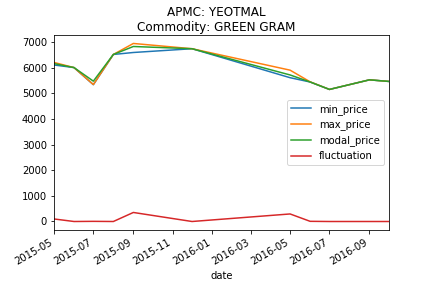 APMC: YEOTMAL
Commodity: GREEN GRAM
7000
6000
5000
4000
3000
2000
1000
0
min_price
max_price
modal_price
fluctuation
2015-05
2015-07
2015-09
2015-11
2016-01
2016-03
2016-05
2016-07
2016-09
date